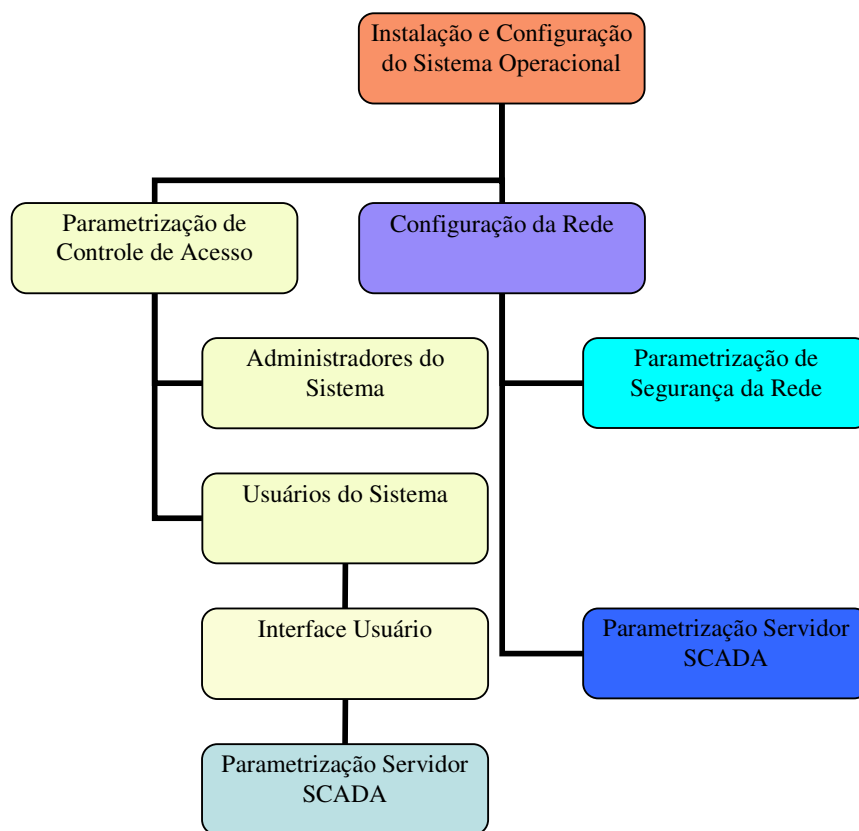 Instalação e Configuração
do Sistema Operacional
Parametrização de
Controle de Acesso
Configuração da Rede
Administradores do
Sistema
Parametrização de
Segurança da Rede
Usuários do Sistema
Interface Usuário
Parametrização Servidor
SCADA
Parametrização Servidor
SCADA